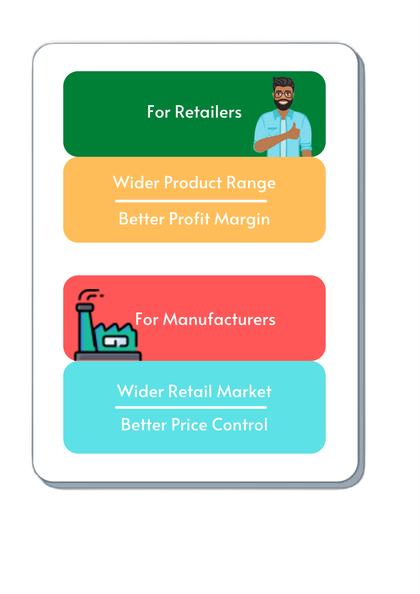 For Retailers
Wider Product Range
Better Profit Margin
For Manufacturers
Wider Retail Market
Better Price Control